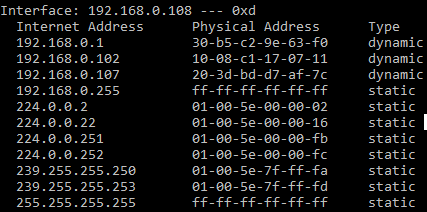 Interface: 192.168.0.108 --- 0xd
Internet Address Physical Address Type
192.168.0.1 30-b5-c2-9e-63-f0 dynamic
192.168.0.102 10-08-c1-17-07-11 dynamic
192.168.0.107 20-3d-bd-d7-af-7c dynamic
192.168.0.255 ff-ff-ff-ff-ff-ff static
224.0.0.2 01-00-5e-00-00-02 static
224.0.0.22 01-00-5e-00-00-16 static
224.0.0.251 01-00-5e-00-00-fb static
224.0.0.252 01-00-5e-00-00-fc static
239.255.255.250 01-00-5e-7f-ff-fa static
239.255.255.253 01-00-5e-7f-ff-fd static
255.255.255.255 ff-ff-ff-ff-ff-ff static